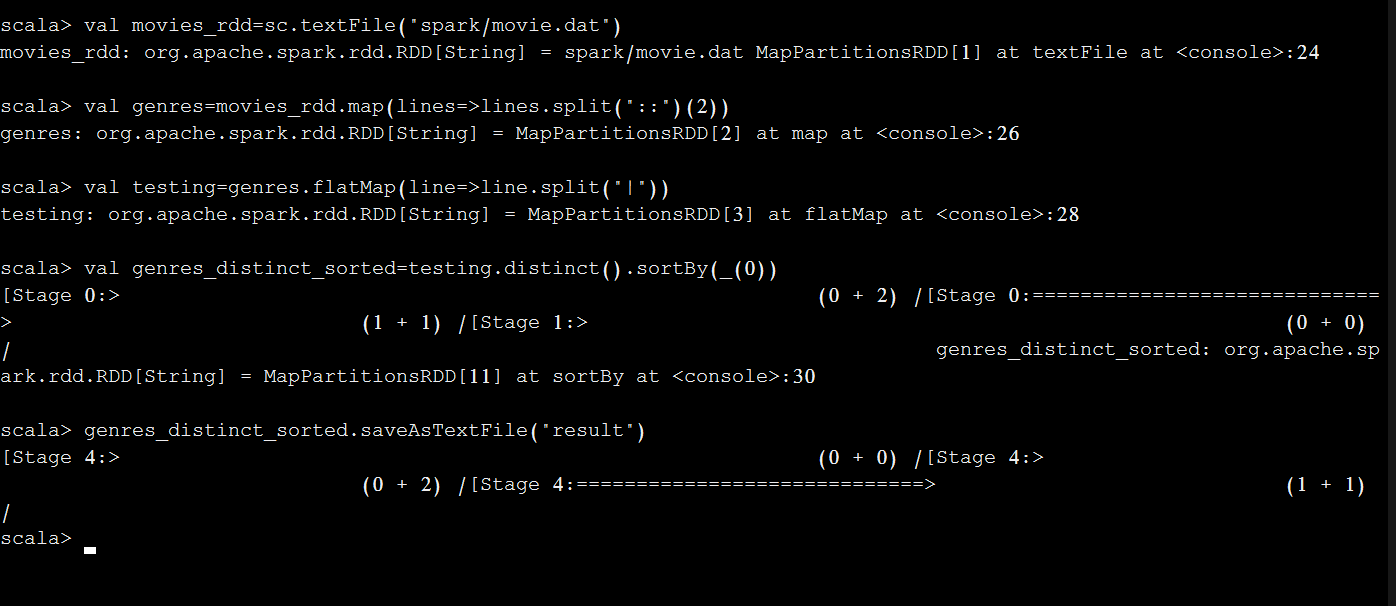 scala> val movies_rdd=sc.textFile("spark/movie.dat")
movies_rdd: org.apache.spark.rdd.RDD[String] = spark/movie.dat MapPartitionsRDD[1] at textFile at <console>:24
scala> val genres=movies_rdd.map(lines=>lines.split("::")(2))
genres: org.apache.spark.rdd.RDD[String] = MapPartitionsRDD[2] at map at <console>:26
scala> val testing=genres.flatMap(line=>line.split("|"))
testing: org.apache.spark.rdd.RDD[String] = MapPartitionsRDD[3] at flatMap at <console>:28
scala> val genres_distinct_sorted=testing.distinct().sortBy(_(0))
[Stage 0:> (0 + 2) /[Stage 0:=============================
> (1 + 1) /[Stage 1:> (0 + 0)
/ genres_distinct_sorted: org.apache.sp
ark.rdd.RDD[String] = MapPartitionsRDD[11] at sortBy at <console>:30
scala> genres_distinct_sorted.saveAsTextFile("result")
[Stage 4:> (0 + 0) /[Stage 4:>
(0 + 2) /[Stage 4:=============================> (1 + 1)
/
scala>